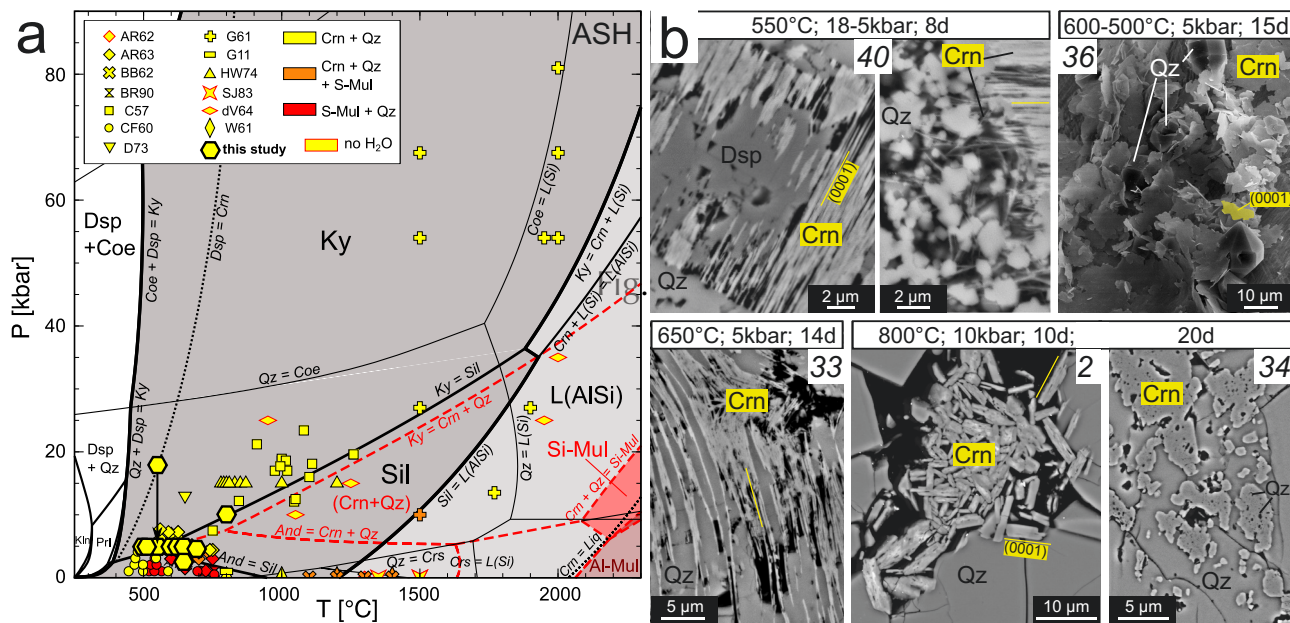 a
ASH
AR62
AR63
BB62
BR90
C57
CF60
D73
G61
G11
HW74
SJ83
dV64
W61
this study
Crn + Qz
Crn + Qz
+ S-Mul
S-Mul + Qz
no H₂O
P [kbar]
80
60
40
20
0
T [°C]
500
1000
1500
2000
Dsp
+Coe
Coe + Dsp = Ky
Dsp = Crn
Ky
Coe = L(Si)
Ky = Crn + L(Si)
Crn + L(Si) = L(AlSi)
Fig.
Qz = Coe
Ky = Sil
Ky = Crn + Qz
L(AlSi)
Qz = L(Si)
Dsp
+ Qz
Qz + Dsp = Ky
Sil
(Crn+Qz)
Sil = L(AlSi)
Si-Mul
Crn + Qz = Si-Mul
And = Crn + Qz
Kln
Prl
And = Sil
Qz = Crs
Crs = L(Si)
Crn = Liq
Al-Mul
b
550°C; 18-5kbar; 8d
40
Crn
Qz
Dsp
(0001)
Crn
Qz
2 µm
2 µm
600-500°C; 5kbar; 15d
36
Qz
Crn
(0001)
10 µm
650°C; 5kbar; 14d
33
Crn
Qz
5 µm
800°C; 10kbar; 10d;
20d
2
Crn
(0001)
Qz
10 µm
34
Crn
Qz
Qz
5 µm